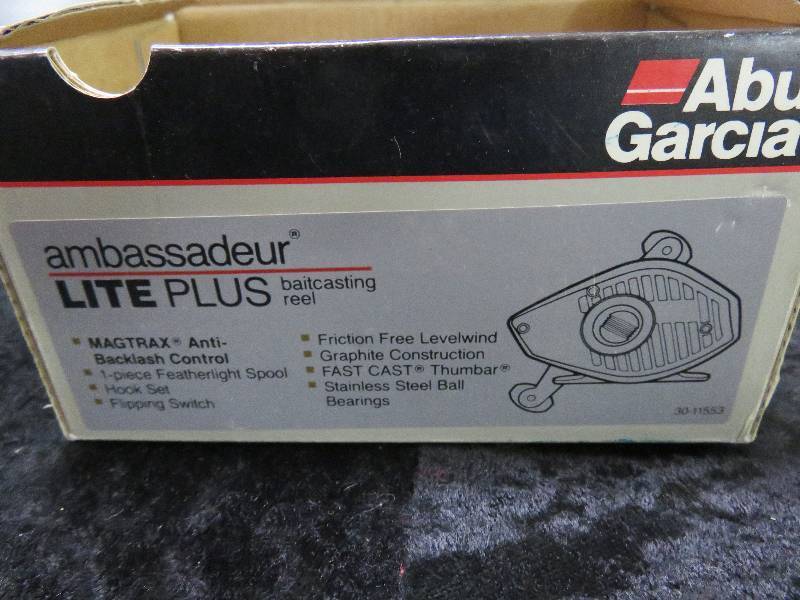 Abu
Garcia
ambassadeur®
LITE PLUS baitcasting
reel
MAGTRAX® Anti-
Backlash Control
1-piece Featherlight Spool
Hook Set
Flipping Switch
Friction Free Levelwind
Graphite Construction
FAST CAST® Thumbar®
Stainless Steel Ball
Bearings
30-11553